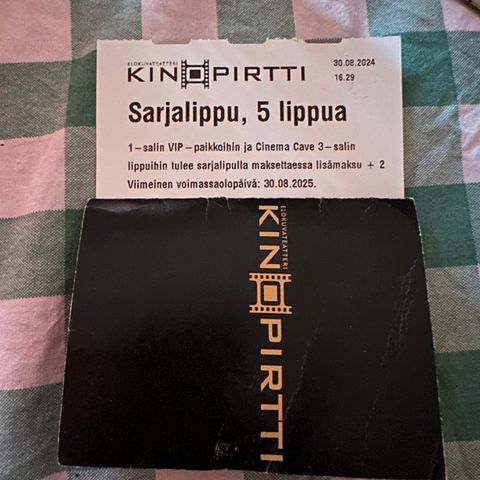 ELOKUVATEATTERI
KINOPIRTTI
30.08.2024
16.29
Sarjalippu, 5 lippua
1-salin VIP-paikkoihin ja Cinema Cave 3-salin
lippuihin tulee sarjalipulla maksettaessa lisämaksu + 2
Viimeinen voimassaolopäivä: 30.08.2025.
ELOKUVATEATTERI
KINOPIRTTI